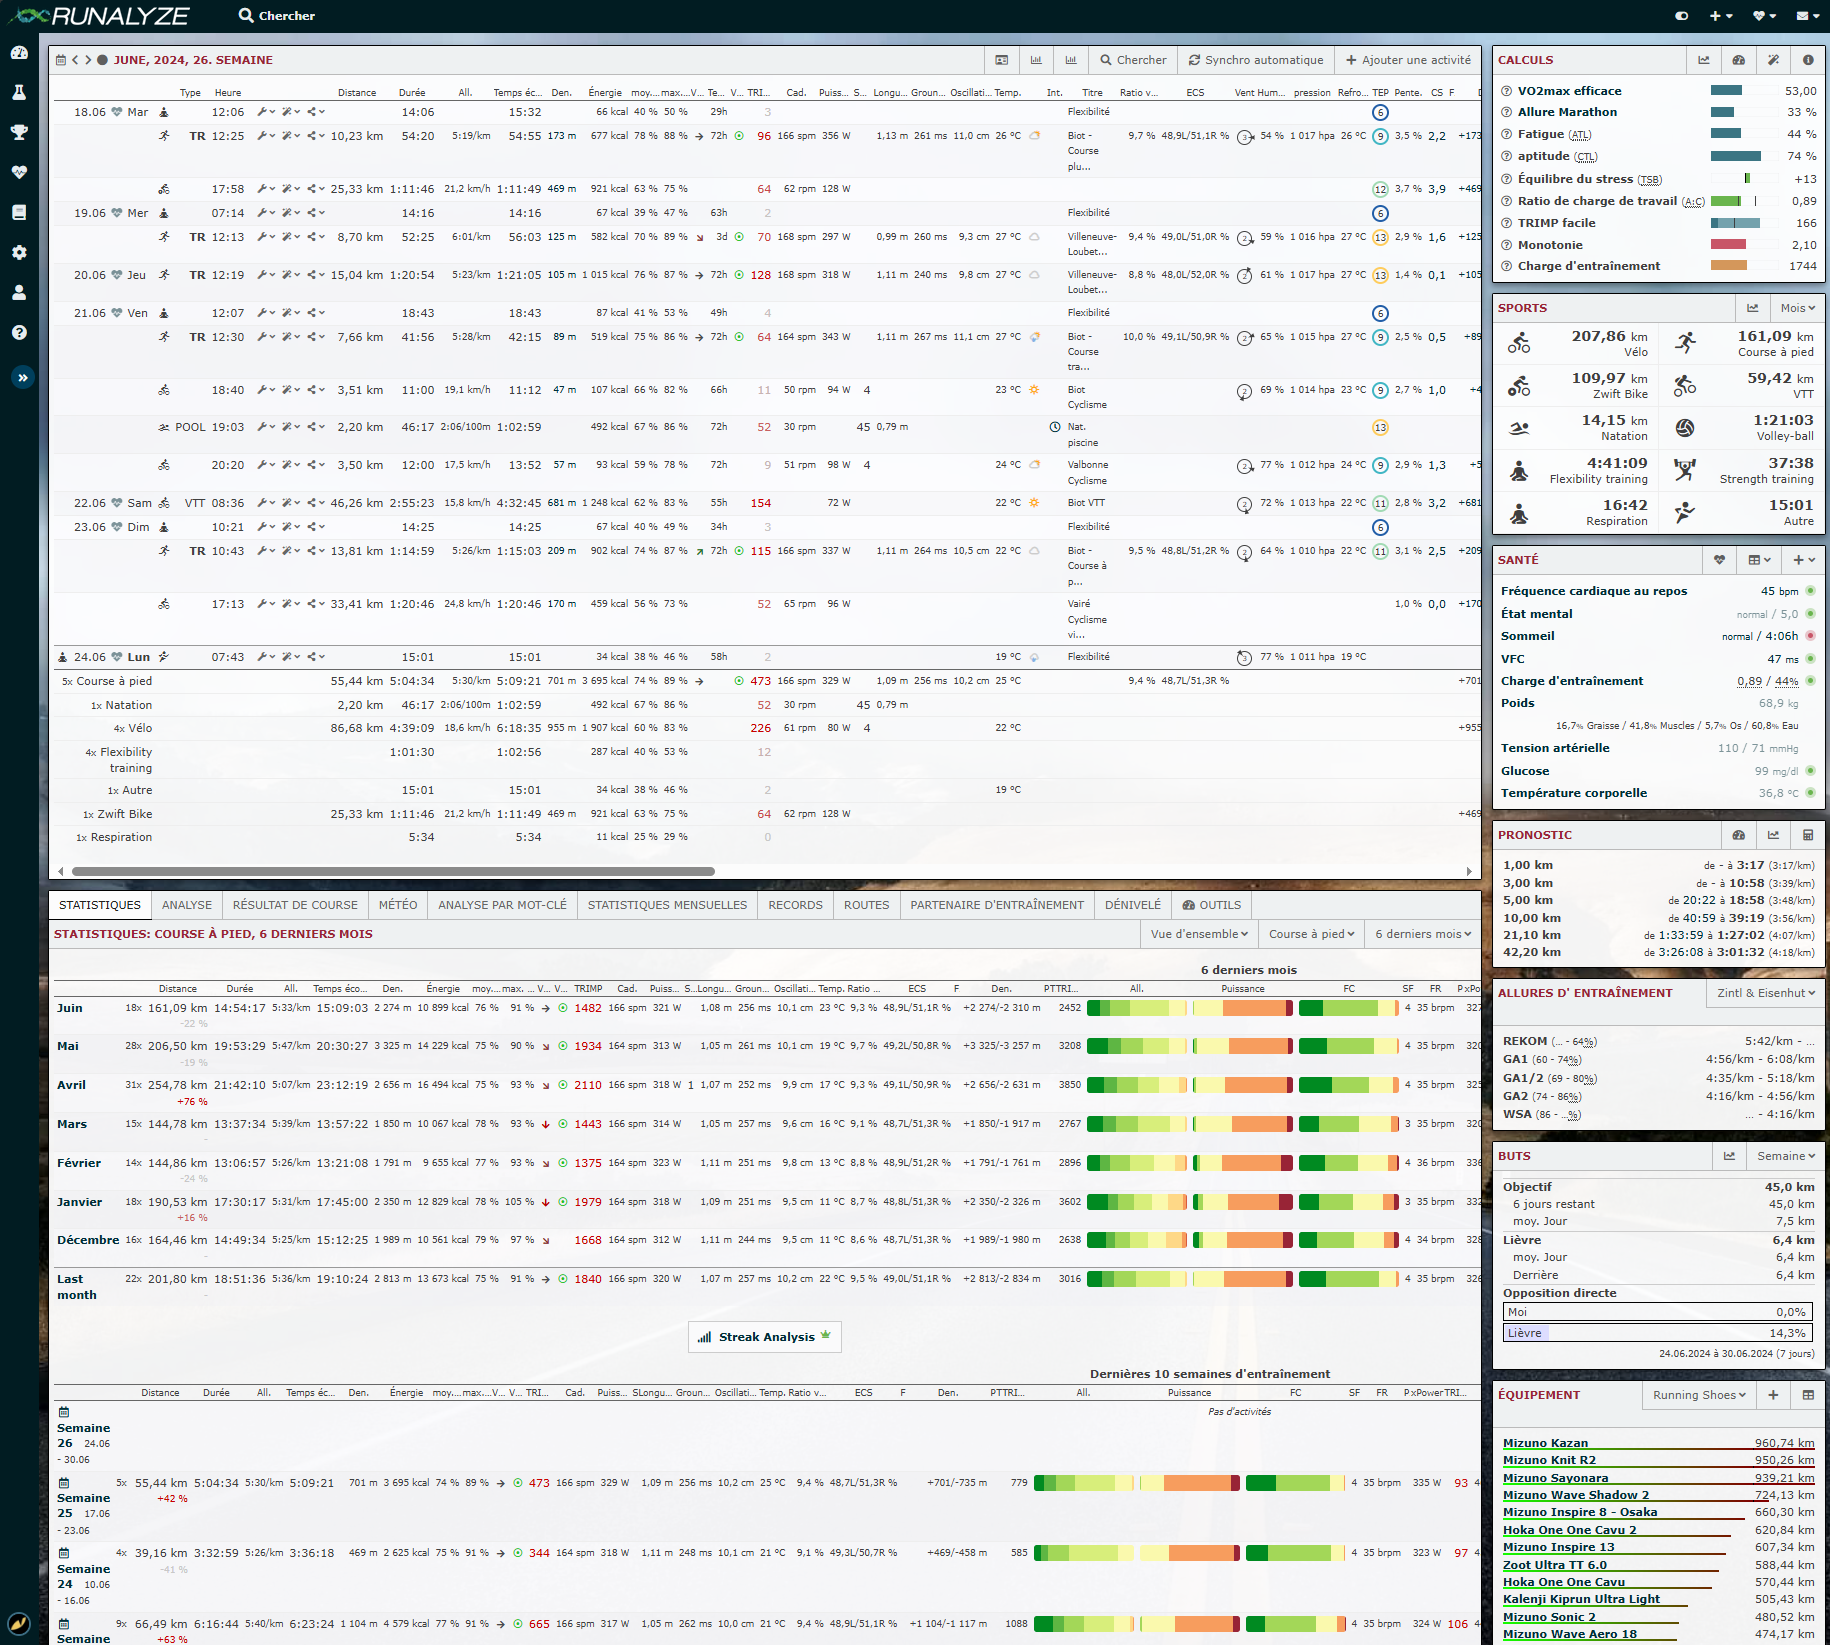 RUNALYZE
Chercher
JUNE, 2024, 26. SEMAINE
Chercher
Synchro automatique
Ajouter une activité
Type Heure Distance Durée All. Temps éc... Den. Énergie moy.... max.... V... Te... V... TRI... Cad. Puiss... S... Longu... Groun... Oscillati... Temp. Int. Titre Ratio v... ECS Vent Hum... pression Refro... TEP Pente. CS F
18.06 Mar 12:06 14:06 15:32 66 kcal 40 % 50 % 29h 3 Flexibilité 6
TR 12:25 10,23 km 54:20 5:19/km 54:55 173 m 677 kcal 78 % 88 % 72h 96 166 spm 356 W 1,13 m 261 ms 11,0 cm 26 °C Biot - Course plu... 9,7 % 48,9L/51,1R % 3 54 % 1 017 hpa 26 °C 9 3,5 % 2,2 +173
17:58 25,33 km 1:11:46 21,2 km/h 1:11:49 469 m 921 kcal 63 % 75 % 64 62 rpm 128 W 12 3,7 % 3,9 +469
19.06 Mer 07:14 14:16 14:16 67 kcal 39 % 47 % 63h 2 Flexibilité 6
TR 12:13 8,70 km 52:25 6:01/km 56:03 125 m 582 kcal 70 % 89 % 3d 70 168 spm 297 W 0,99 m 260 ms 9,3 cm 27 °C Villeneuve-Loubet... 9,4 % 49,0L/51,0R % 2 59 % 1 016 hpa 27 °C 13 2,9 % 1,6 +125
20.06 Jeu TR 12:19 15,04 km 1:20:54 5:23/km 1:21:05 105 m 1 015 kcal 76 % 87 % 72h 128 168 spm 318 W 1,11 m 240 ms 9,8 cm 27 °C Villeneuve-Loubet... 8,8 % 48,0L/52,0R % 2 61 % 1 017 hpa 27 °C 13 1,4 % 0,1 +105
21.06 Ven 12:07 18:43 18:43 87 kcal 41 % 53 % 49h 4 Flexibilité 6
TR 12:30 7,66 km 41:56 5:28/km 42:15 89 m 519 kcal 75 % 86 % 72h 64 164 spm 343 W 1,11 m 267 ms 11,1 cm 27 °C Biot - Course tra... 10,0 % 49,1L/50,9R % 2 65 % 1 015 hpa 27 °C 9 2,5 % 0,5 +89
18:40 3,51 km 11:00 19,1 km/h 11:12 47 m 107 kcal 66 % 82 % 66h 11 50 rpm 94 W 4 23 °C Biot Cyclisme 2 69 % 1 014 hpa 23 °C 9 2,7 % 1,0 +4
POOL 19:03 2,20 km 46:17 2:06/100m 1:02:59 492 kcal 67 % 86 % 72h 52 30 rpm 45 0,79 m Nat. piscine 13
20:20 3,50 km 12:00 17,5 km/h 13:52 57 m 93 kcal 59 % 78 % 72h 9 51 rpm 98 W 4 24 °C Valbonne Cyclisme 2 77 % 1 012 hpa 24 °C 9 2,9 % 1,3 +5
22.06 Sam VTT 08:36 46,26 km 2:55:23 15,8 km/h 4:32:45 681 m 1 248 kcal 62 % 83 % 55h 154 72 W 22 °C Biot VTT 2 72 % 1 013 hpa 22 °C 11 2,8 % 3,2 +681
23.06 Dim 10:21 14:25 14:25 67 kcal 40 % 49 % 34h 3 Flexibilité 6
TR 10:43 13,81 km 1:14:59 5:26/km 1:15:03 209 m 902 kcal 74 % 87 % 72h 115 166 spm 337 W 1,11 m 264 ms 10,5 cm 22 °C Biot - Course à p... 9,5 % 48,8L/51,2R % 2 64 % 1 010 hpa 22 °C 11 3,1 % 2,5 +209
17:13 33,41 km 1:20:46 24,8 km/h 1:20:46 170 m 459 kcal 56 % 73 % 52 65 rpm 96 W Vairé Cyclisme vi... 1,0 % 0,0 +170
24.06 Lun 07:43 15:01 15:01 34 kcal 38 % 46 % 58h 2 19 °C Flexibilité 3 77 % 1 011 hpa 19 °C
5x Course à pied 55,44 km 5:04:34 5:30/km 5:09:21 701 m 3 695 kcal 74 % 89 % 473 166 spm 329 W 1,09 m 256 ms 10,2 cm 25 °C 9,4 % 48,7L/51,3R % +701
1x Natation 2,20 km 46:17 2:06/100m 1:02:59 492 kcal 67 % 86 % 52 30 rpm 45 0,79 m
4x Vélo 86,68 km 4:39:09 18,6 km/h 6:18:35 955 m 1 907 kcal 60 % 83 % 226 61 rpm 80 W 4 22 °C +955
4x Flexibility training 1:01:30 1:02:56 287 kcal 40 % 53 % 12
1x Autre 15:01 15:01 34 kcal 38 % 46 % 2 19 °C
1x Zwift Bike 25,33 km 1:11:46 21,2 km/h 1:11:49 469 m 921 kcal 63 % 75 % 64 62 rpm 128 W +469
1x Respiration 5:34 5:34 11 kcal 25 % 29 % 0
STATISTIQUES ANALYSE RÉSULTAT DE COURSE MÉTÉO ANALYSE PAR MOT-CLÉ STATISTIQUES MENSUELLES RECORDS ROUTES PARTENAIRE D'ENTRAÎNEMENT DÉNIVELÉ OUTILS
STATISTIQUES: COURSE À PIED, 6 DERNIERS MOIS
Vue d'ensemble Course à pied 6 derniers mois
6 derniers mois
Distance Durée All. Temps éco... Den. Énergie moy.... max. ... V... V... TRIMP Cad. Puiss... S... Longu... Groun... Oscillati... Temp. Ratio ... ECS F Den. PTTRI... All. Puissance FC SF FR P xPo
Juin 18x 161,09 km 14:54:17 5:33/km 15:09:03 2 274 m 10 899 kcal 76 % 91 % 1482 166 spm 321 W 1,08 m 256 ms 10,1 cm 23 °C 9,3 % 48,9L/51,1R % +2 274/-2 310 m 2452 4 35 brpm 327
-22 %
Mai 28x 206,50 km 19:53:29 5:47/km 20:30:27 3 325 m 14 229 kcal 75 % 90 % 1934 166 spm 313 W 1,05 m 261 ms 10,1 cm 19 °C 9,7 % 49,2L/50,8R % +3 325/-3 257 m 3208 4 35 brpm 320
-19 %
Avril 31x 254,78 km 21:42:10 5:07/km 23:12:19 2 656 m 16 494 kcal 75 % 93 % 2110 166 spm 318 W 1 1,07 m 252 ms 9,9 cm 17 °C 9,3 % 49,1L/50,9R % +2 656/-2 631 m 3850 4 35 brpm 325
+76 %
Mars 15x 144,78 km 13:37:34 5:39/km 13:57:22 1 850 m 10 067 kcal 78 % 93 % 1443 166 spm 314 W 1,05 m 257 ms 9,6 cm 16 °C 9,1 % 48,7L/51,3R % +1 850/-1 917 m 2767 3 35 brpm 320
-
Février 14x 144,86 km 13:06:57 5:26/km 13:21:08 1 791 m 9 655 kcal 77 % 93 % 1375 164 spm 323 W 1,11 m 251 ms 9,8 cm 13 °C 8,8 % 48,8L/51,2R % +1 791/-1 761 m 2896 4 36 brpm 336
-24 %
Janvier 18x 190,53 km 17:30:17 5:31/km 17:45:00 2 350 m 12 829 kcal 78 % 105 % 1979 164 spm 318 W 1,09 m 251 ms 9,5 cm 11 °C 8,7 % 48,8L/51,3R % +2 350/-2 326 m 3602 3 35 brpm 332
+16 %
Décembre 16x 164,46 km 14:49:34 5:25/km 15:12:25 1 989 m 10 561 kcal 79 % 97 % 1668 164 spm 312 W 1,11 m 244 ms 9,5 cm 11 °C 8,6 % 48,7L/51,3R % +1 989/-1 980 m 2638 4 34 brpm 328
-
Last month 22x 201,80 km 18:51:36 5:36/km 19:10:24 2 813 m 13 673 kcal 75 % 91 % 1840 166 spm 320 W 1,07 m 257 ms 10,2 cm 22 °C 9,5 % 49,0L/51,1R % +2 813/-2 834 m 3016 4 35 brpm 326
-
Streak Analysis
Dernières 10 semaines d'entraînement
Distance Durée All. Temps éc... Den. Énergie moy.... max.... V... V... TRI... Cad. Puiss... S Longu... Groun... Oscillati... Temp. Ratio v... ECS F Den. PTTRI... All. Puissance FC SF FR P xPower TRI...
Semaine 26 24.06 - 30.06
Pas d'activités
Semaine 25 17.06 - 23.06 5x 55,44 km 5:04:34 5:30/km 5:09:21 701 m 3 695 kcal 74 % 89 % 473 166 spm 329 W 1,09 m 256 ms 10,2 cm 25 °C 9,4 % 48,7L/51,3R % +701/-735 m 779 4 35 brpm 335 W 93
+42 %
Semaine 24 10.06 - 16.06 4x 39,16 km 3:32:59 5:26/km 3:36:18 469 m 2 625 kcal 75 % 91 % 344 164 spm 318 W 1,11 m 248 ms 10,1 cm 21 °C 9,1 % 49,3L/50,7R % +469/-458 m 585 4 35 brpm 323 W 97
-41 %
Semaine 9x 66,49 km 6:16:44 5:40/km 6:23:24 1 104 m 4 579 kcal 77 % 91 % 665 166 spm 317 W 1,05 m 262 ms 10,0 cm 21 °C 9,4 % 48,9L/51,1R % +1 104/-1 117 m 1088 4 35 brpm 324 W 106
+63 %
CALCULS
VO2max efficace 53,00
Allure Marathon 33 %
Fatigue (ATL) 44 %
aptitude (CTL) 74 %
Équilibre du stress (TSB) +13
Ratio de charge de travail (A:C) 0,89
TRIMP facile 166
Monotonie 2,10
Charge d'entraînement 1744
SPORTS
Mois
207,86 km Vélo
161,09 km Course à pied
109,97 km Zwift Bike
59,42 km VTT
14,15 km Natation
1:21:03 Volley-ball
4:41:09 Flexibility training
37:38 Strength training
16:42 Respiration
15:01 Autre
SANTÉ
Fréquence cardiaque au repos 45 bpm
État mental normal / 5,0
Sommeil normal / 4:06h
VFC 47 ms
Charge d'entraînement 0,89 / 44%
Poids 68,9 kg
16,7% Graisse / 41,8% Muscles / 5,7% Os / 60,8% Eau
Tension artérielle 110 / 71 mmHg
Glucose 99 mg/dl
Température corporelle 36,8 °C
PRONOSTIC
1,00 km de - à 3:17 (3:17/km)
3,00 km de - à 10:58 (3:39/km)
5,00 km de 20:22 à 18:58 (3:48/km)
10,00 km de 40:59 à 39:19 (3:56/km)
21,10 km de 1:33:59 à 1:27:02 (4:07/km)
42,20 km de 3:26:08 à 3:01:32 (4:18/km)
ALLURES D' ENTRAÎNEMENT
Zintl & Eisenhut
REKOM (... - 64%) 5:42/km - ...
GA1 (60 - 74%) 4:56/km - 6:08/km
GA1/2 (69 - 80%) 4:35/km - 5:18/km
GA2 (74 - 86%) 4:16/km - 4:56/km
WSA (86 - ...%) ... - 4:16/km
BUTS
Semaine
Objectif 45,0 km
6 jours restant 45,0 km
moy. Jour 7,5 km
Lièvre 6,4 km
moy. Jour 6,4 km
Derrière 6,4 km
Opposition directe
Moi 0,0%
Lièvre 14,3%
24.06.2024 à 30.06.2024 (7 jours)
ÉQUIPEMENT
Running Shoes
Mizuno Kazan 960,74 km
Mizuno Knit R2 950,26 km
Mizuno Sayonara 939,21 km
Mizuno Wave Shadow 2 724,13 km
Mizuno Inspire 8 - Osaka 660,30 km
Hoka One One Cavu 2 620,84 km
Mizuno Inspire 13 607,34 km
Zoot Ultra TT 6.0 588,44 km
Hoka One One Cavu 570,44 km
Kalenji Kiprun Ultra Light 505,43 km
Mizuno Sonic 2 480,52 km
Mizuno Wave Aero 18 474,17 km